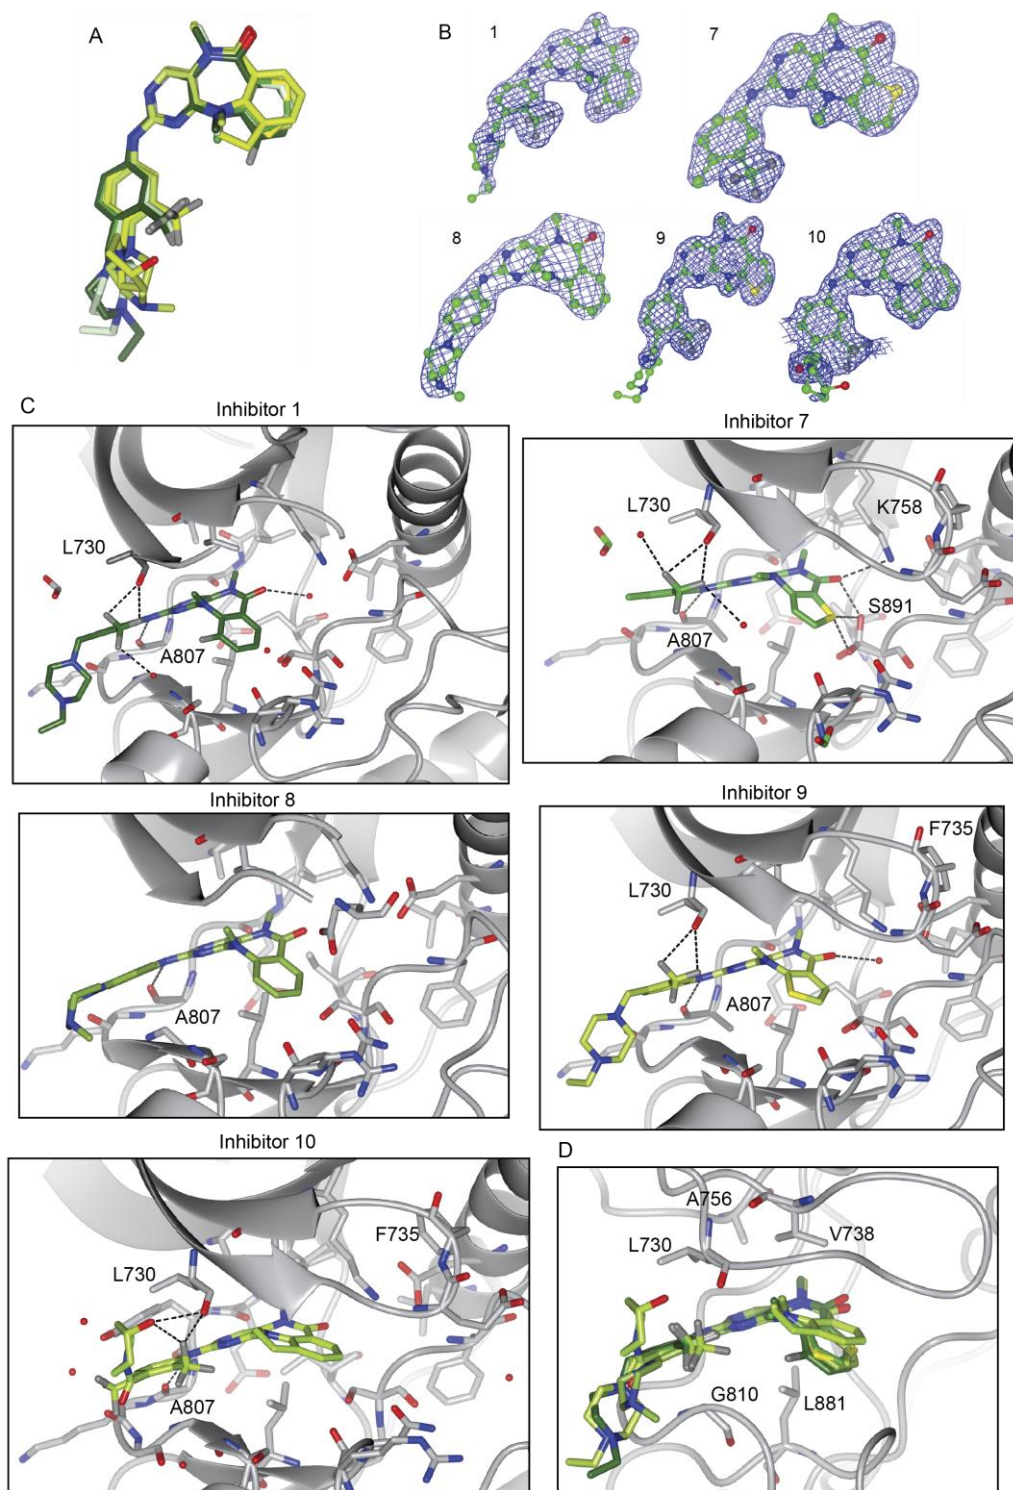 A
B
1
7
8
9
10
C
Inhibitor 1
L730
A807
Inhibitor 7
L730
K758
S891
A807
Inhibitor 8
A807
Inhibitor 9
F735
L730
A807
Inhibitor 10
F735
L730
A807
D
A756
V738
L730
G810
L881